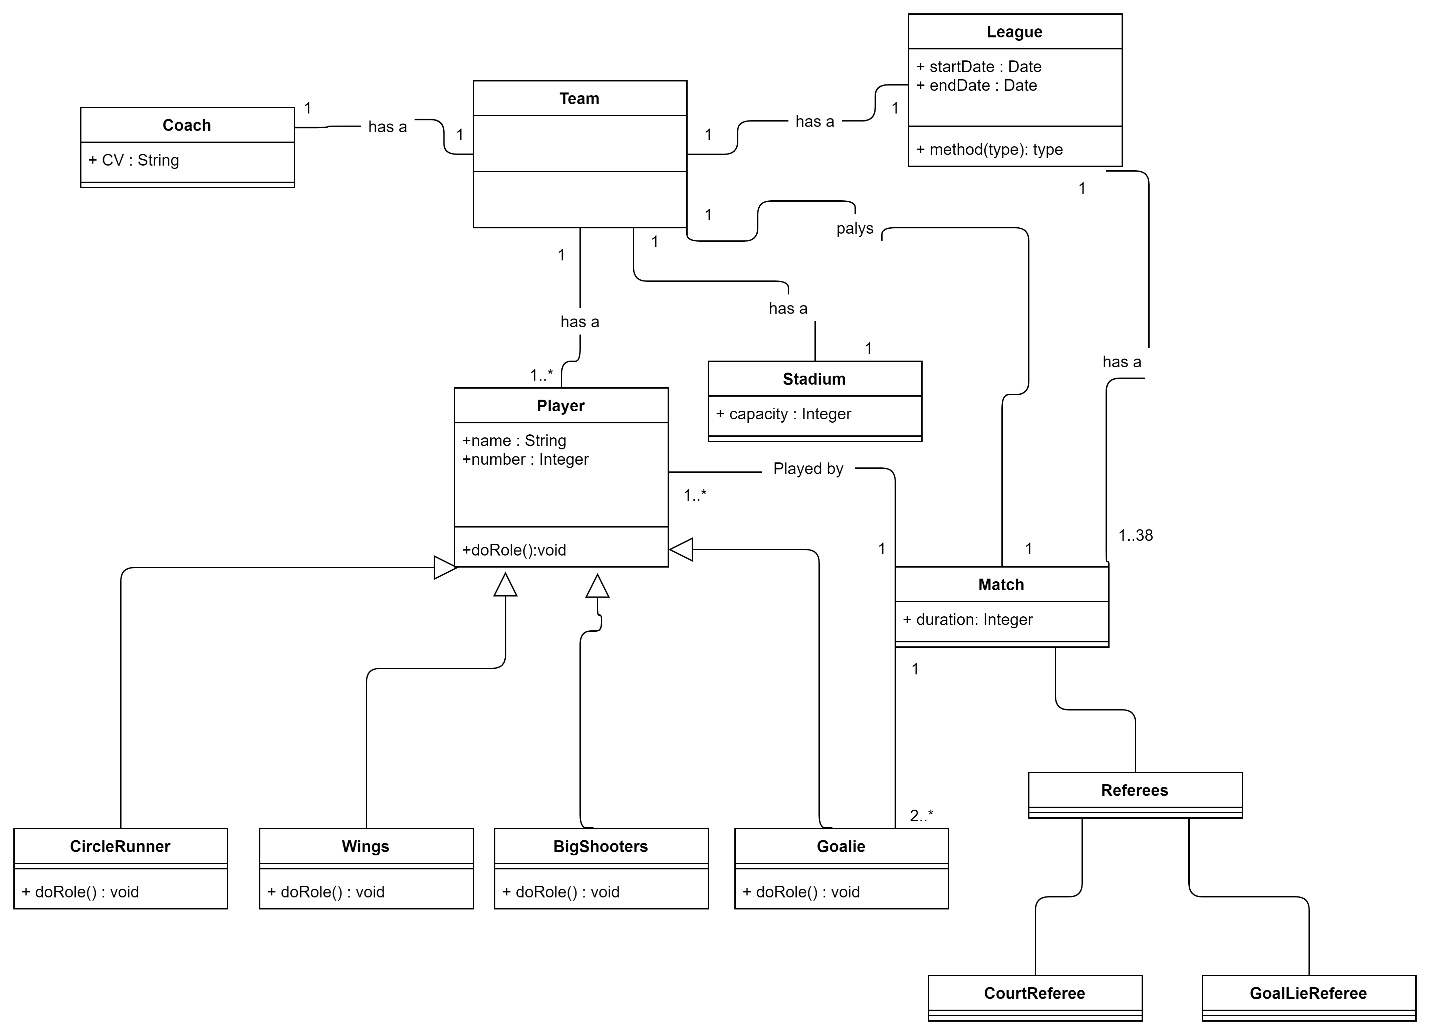 League
+ startDate : Date
+ endDate : Date
+ method(type): type
Team
Coach
+ CV : String
1
has a
1
1
has a
1
1
1
palys
1
1
has a
1..*
1
has a
1
has a
1..38
Stadium
+ capacity : Integer
Player
+name : String
+number : Integer
+doRole():void
Played by
1..*
1
1
Match
+ duration: Integer
1
2..*
Referees
CircleRunner
+ doRole() : void
Wings
+ doRole() : void
BigShooters
+ doRole() : void
Goalie
+ doRole() : void
CourtReferee
GoalLieReferee